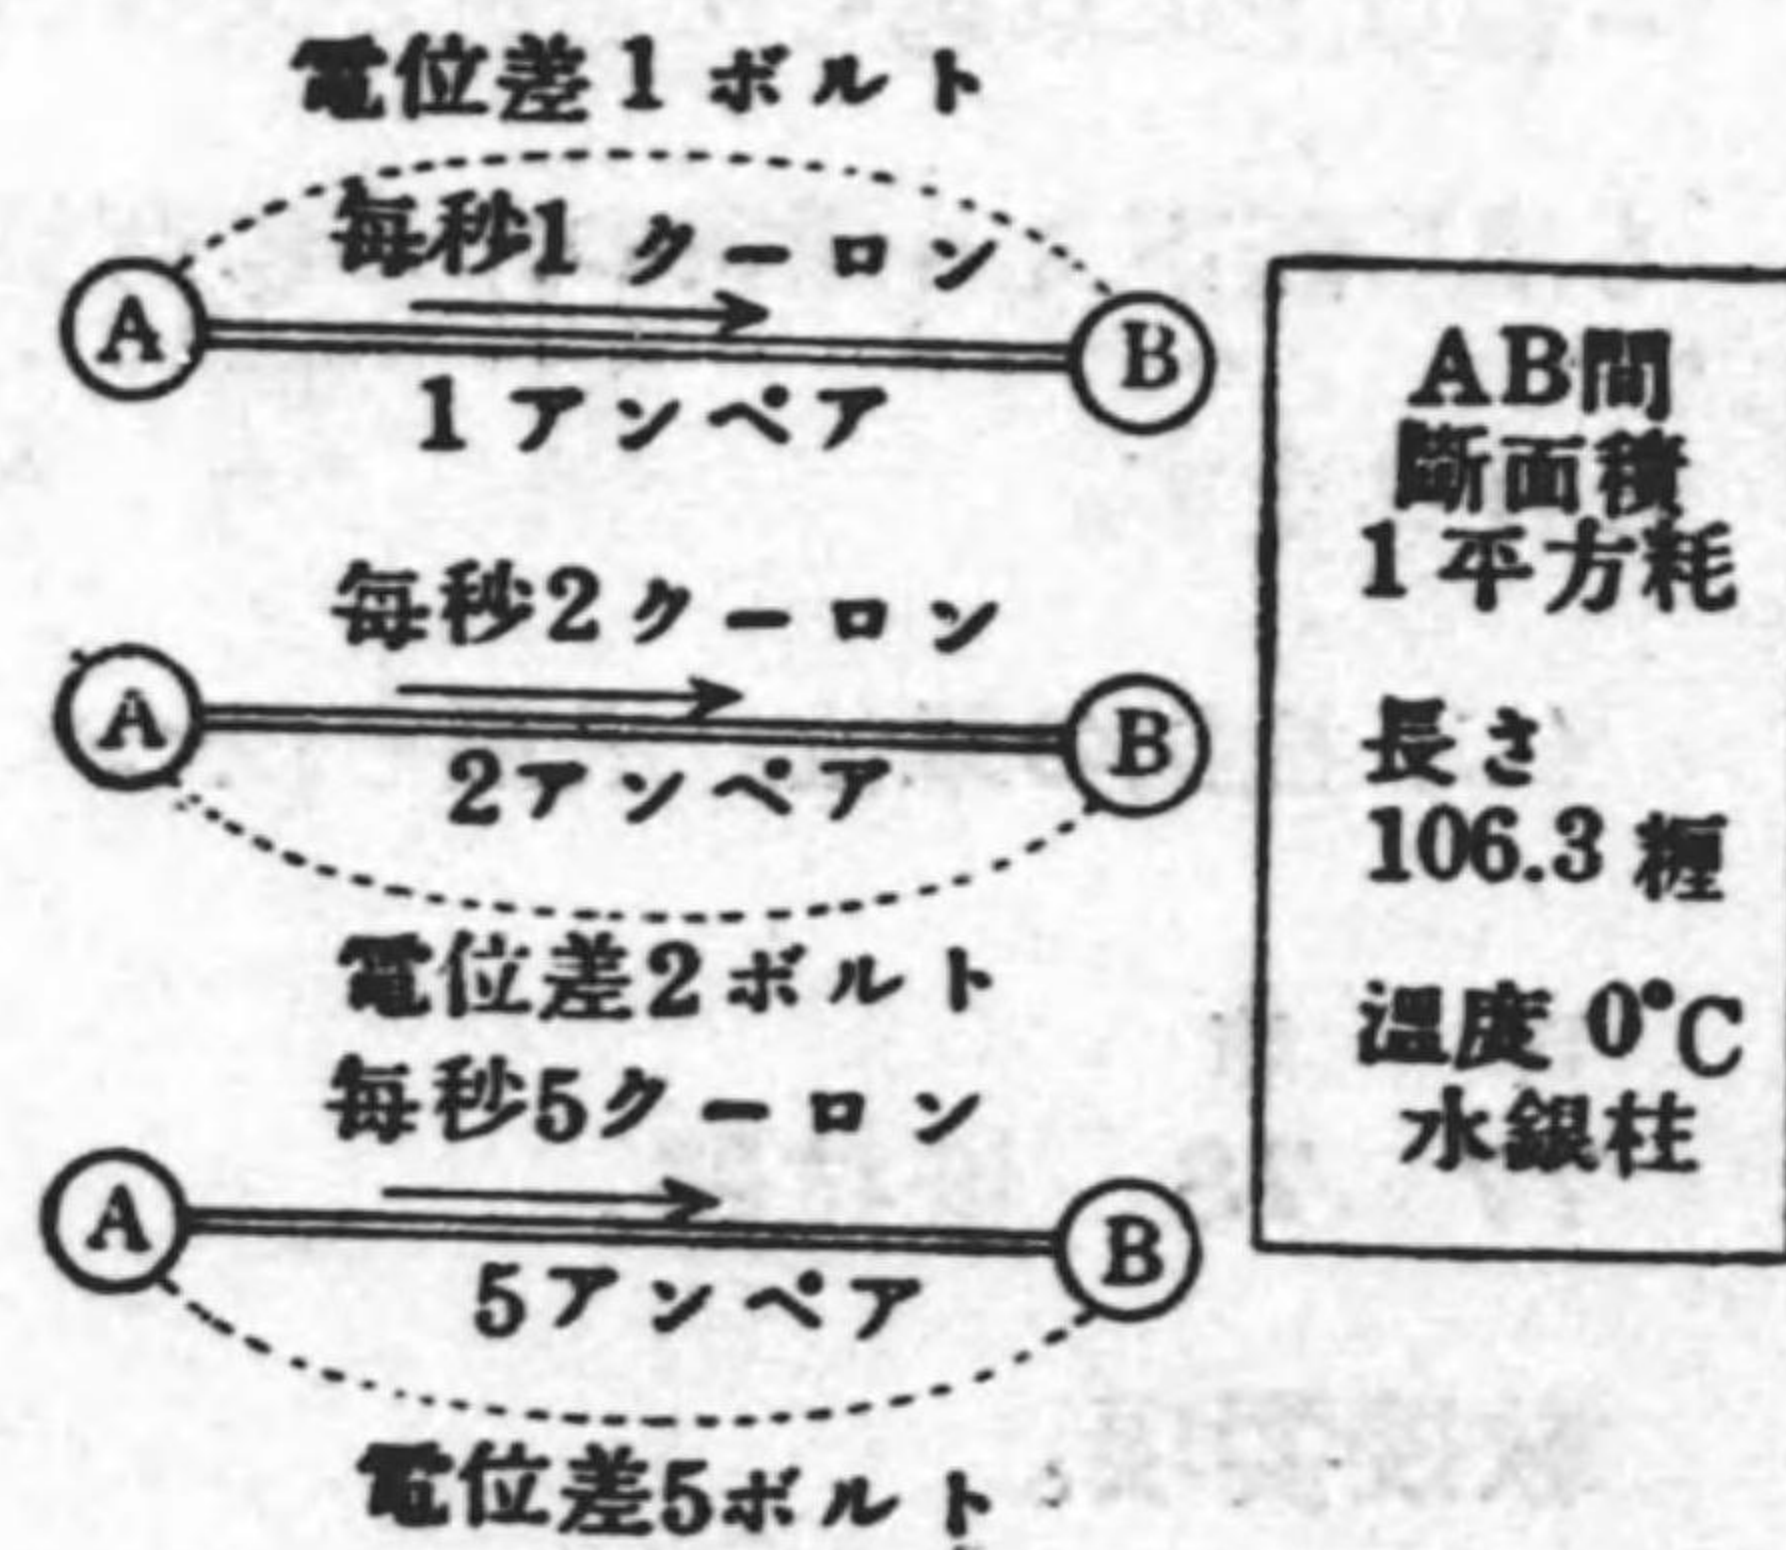 電位差1ボルト
毎秒1クーロン
A
B
1アンペア
毎秒2クーロン
A
B
2アンペア
電位差2ボルト
毎秒5クーロン
A
B
5アンペア
電位差5ボルト
AB間
斷面積
1平方粍
長さ
106.3糎
溫度 0°C
水銀柱